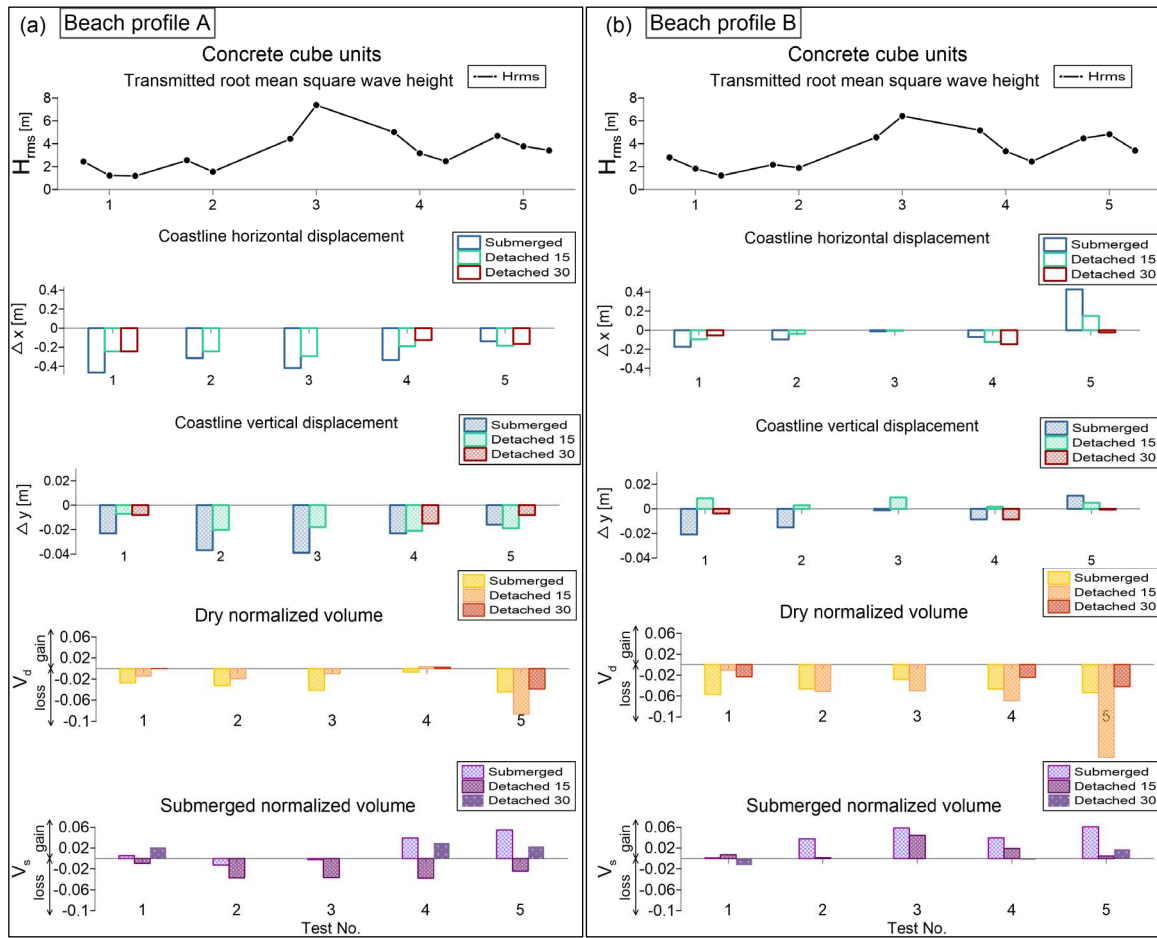 (a) Beach profile A
Concrete cube units
Transmitted root mean square wave height
Hrms
H rms [m]
8
6
4
2
0
1 2 3 4 5
Coastline horizontal displacement
Submerged
Detached 15
Detached 30
△ x [m]
0.4
0.2
0
-0.2
-0.4
1 2 3 4 5
Coastline vertical displacement
Submerged
Detached 15
Detached 30
△ y [m]
0.02
0
-0.02
-0.04
1 2 3 4 5
Submerged
Detached 15
Detached 30
Dry normalized volume
V d
loss gain
0.06
0.02
-0.02
-0.06
-0.1
1 2 3 4 5
Submerged
Detached 15
Detached 30
Submerged normalized volume
V s
loss gain
0.06
0.02
-0.02
-0.06
-0.1
1 2 3 4 5
Test No.
(b) Beach profile B
Concrete cube units
Transmitted root mean square wave height
Hrms
H rms [m]
8
6
4
2
0
1 2 3 4 5
Coastline horizontal displacement
Submerged
Detached 15
Detached 30
△ x [m]
0.4
0.2
0
-0.2
-0.4
1 2 3 4 5
Coastline vertical displacement
Submerged
Detached 15
Detached 30
△ y [m]
0.02
0
-0.02
-0.04
1 2 3 4 5
Submerged
Detached 15
Detached 30
Dry normalized volume
V d
loss gain
0.06
0.02
-0.02
-0.06
-0.1
1 2 3 4 5
Submerged
Detached 15
Detached 30
Submerged normalized volume
V s
loss gain
0.06
0.02
-0.02
-0.06
-0.1
1 2 3 4 5
Test No.